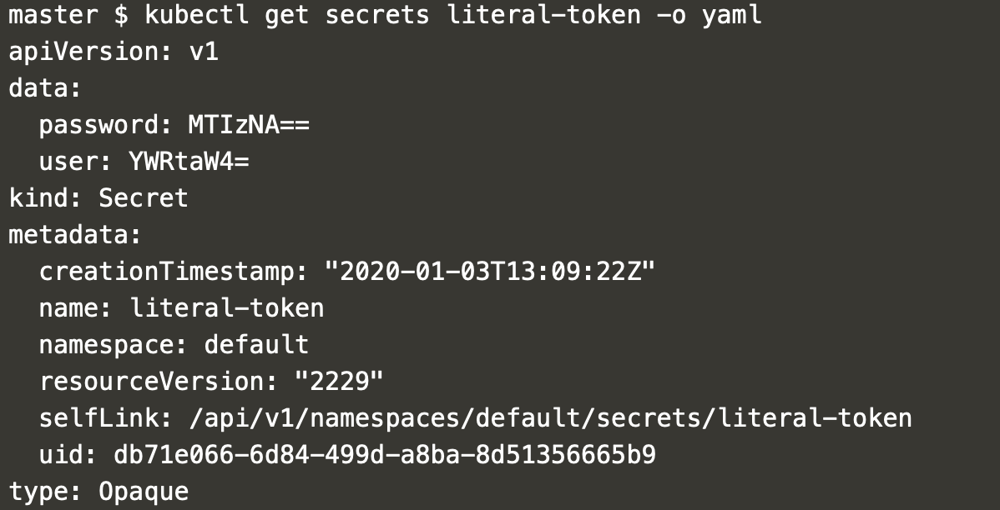 master $ kubectl get secrets literal-token -o yaml
apiVersion: v1
data:
  password: MTIzNA==
  user: YWRtaW4=
kind: Secret
metadata:
  creationTimestamp: "2020-01-03T13:09:22Z"
  name: literal-token
  namespace: default
  resourceVersion: "2229"
  selfLink: /api/v1/namespaces/default/secrets/literal-token
  uid: db71e066-6d84-499d-a8ba-8d51356665b9
type: Opaque